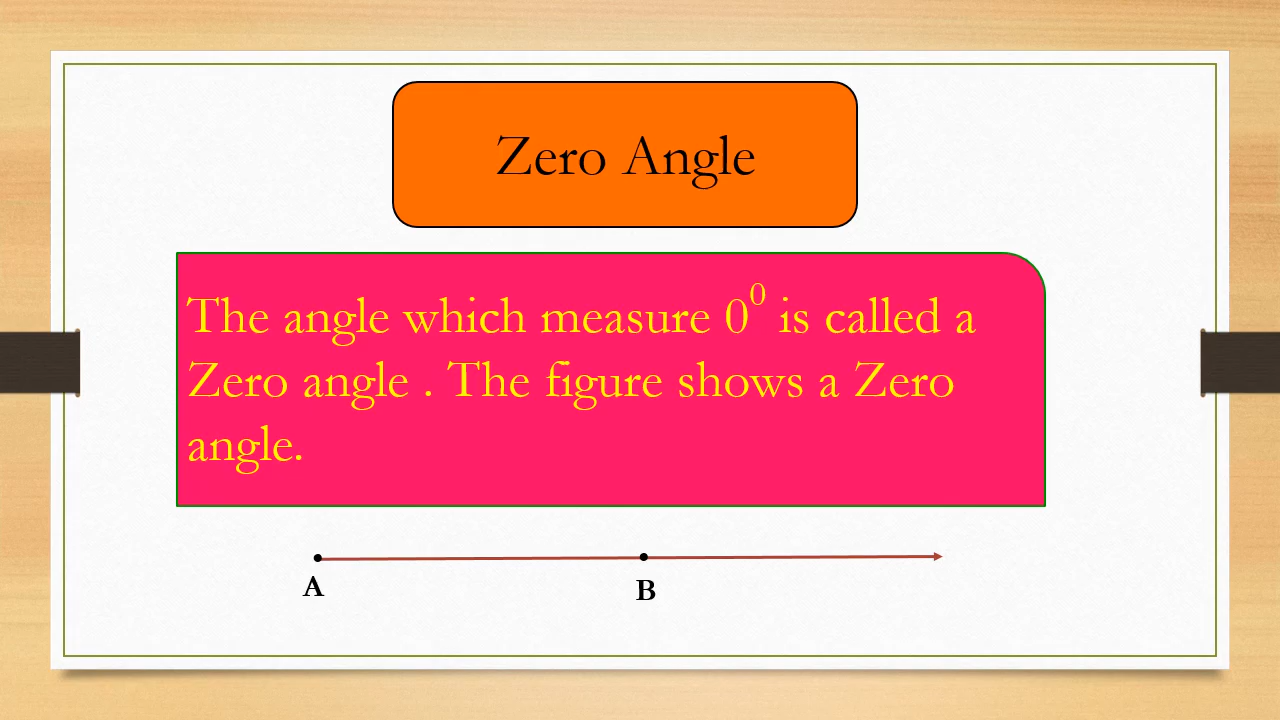 Zero Angle
The angle which measure 0⁰ is called a
Zero angle . The figure shows a Zero
angle.
A B